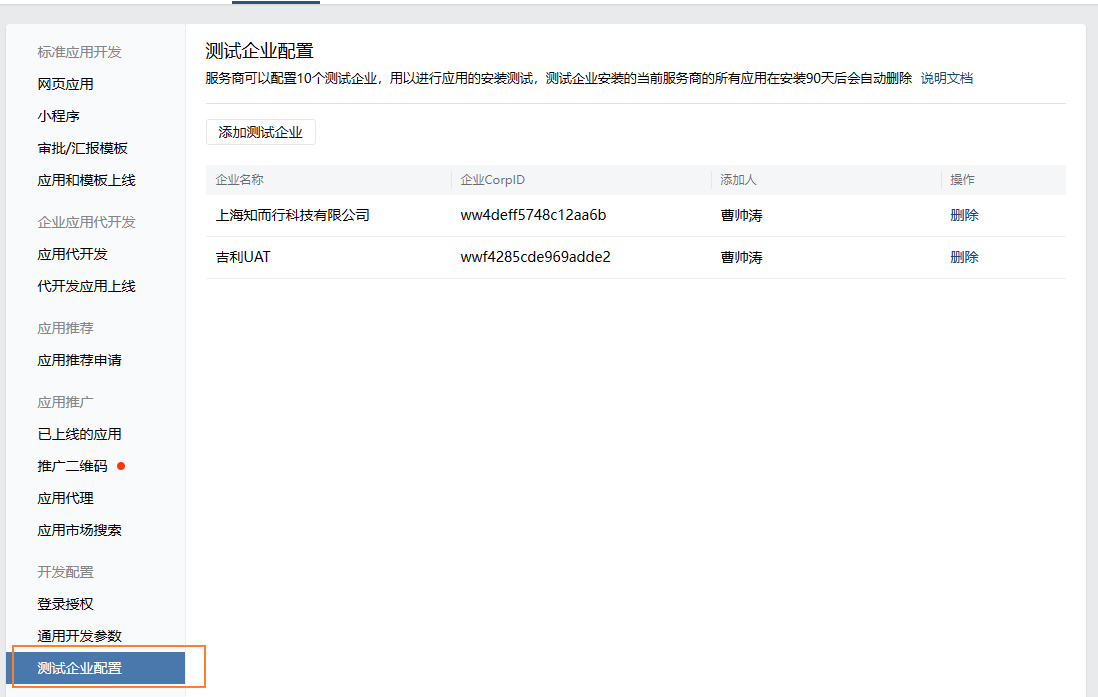 标准应用开发
网页应用
小程序
审批/汇报模板
应用和模板上线
企业应用代开发
应用代开发
代开发应用上线
应用推荐
应用推荐申请
应用推广
已上线的应用
推广二维码
应用代理
应用市场搜索
开发配置
登录授权
通用开发参数
测试企业配置
测试企业配置
服务商可以配置10个测试企业，用以进行应用的安装测试，测试企业安装的当前服务商的所有应用在安装90天后会自动删除 说明文档
添加测试企业
企业名称 企业CorpID 添加人 操作
上海知而行科技有限公司 ww4deff5748c12aa6b 曹帅涛 删除
吉利UAT wwf4285cde969adde2 曹帅涛 删除